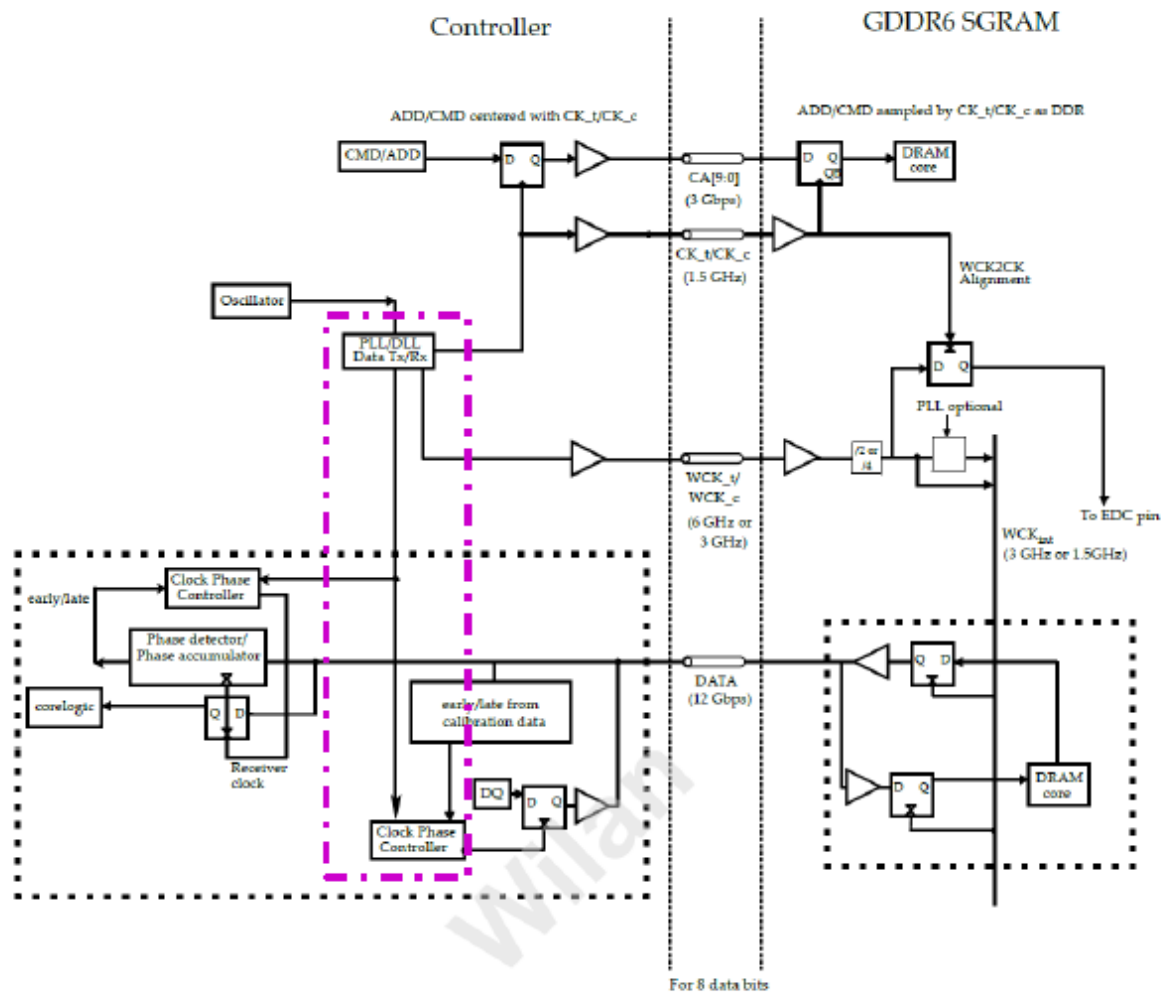 Controller
GDDR6 SGRAM
ADD/CMD centered with CK_t/CK_c
ADD/CMD sampled by CK_t/CK_c as DDR
CMD/ADD
D Q
CA[9:0]
(3 Gbps)
D Q
QB
DRAM
core
CK_t/CK_c
(1.5 GHz)
WCK2CK
Alignment
Oscillator
PLL/DLL
Data Tx/Rx
D Q
PLL optional
/2 or
/4
WCK_t/
WCK_c
(6 GHz or
3 GHz)
To EDC pin
WCKint
(3 GHz or 1.5GHz)
Clock Phase
Controller
early/late
Phase detector/
Phase accumulator
corelogic
Q D
Receiver
clock
early/late from
calibration data
DATA
(12 Gbps)
Q D
DQ
D Q
Clock Phase
Controller
D Q
DRAM
core
Wilan
For 8 data bits